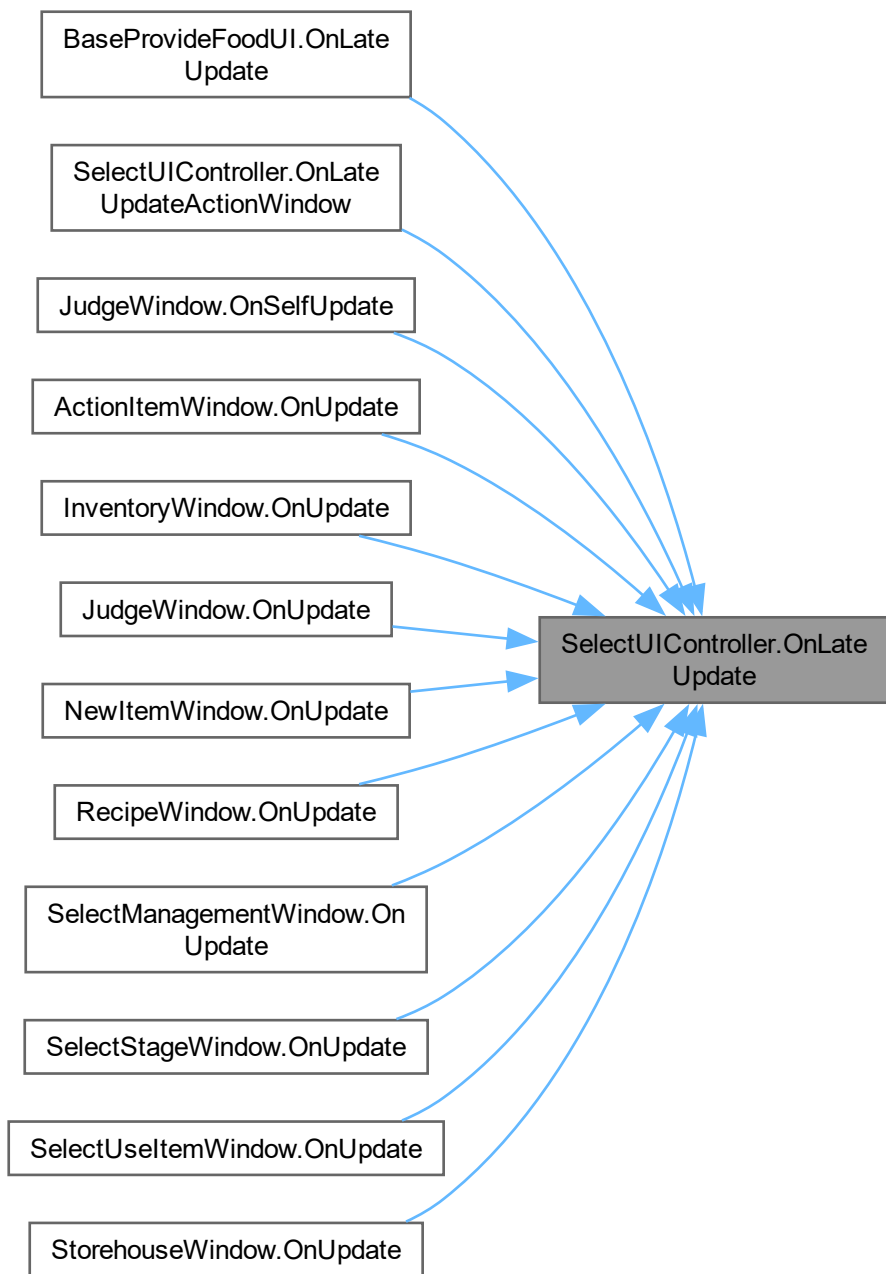 BaseProvideFoodUI.OnLate
Update
SelectUIController.OnLate
UpdateActionWindow
JudgeWindow.OnSelfUpdate
ActionItemWindow.OnUpdate
InventoryWindow.OnUpdate
JudgeWindow.OnUpdate
SelectUIController.OnLate
Update
NewItemWindow.OnUpdate
RecipeWindow.OnUpdate
SelectManagementWindow.On
Update
SelectStageWindow.OnUpdate
SelectUseItemWindow.OnUpdate
StorehouseWindow.OnUpdate